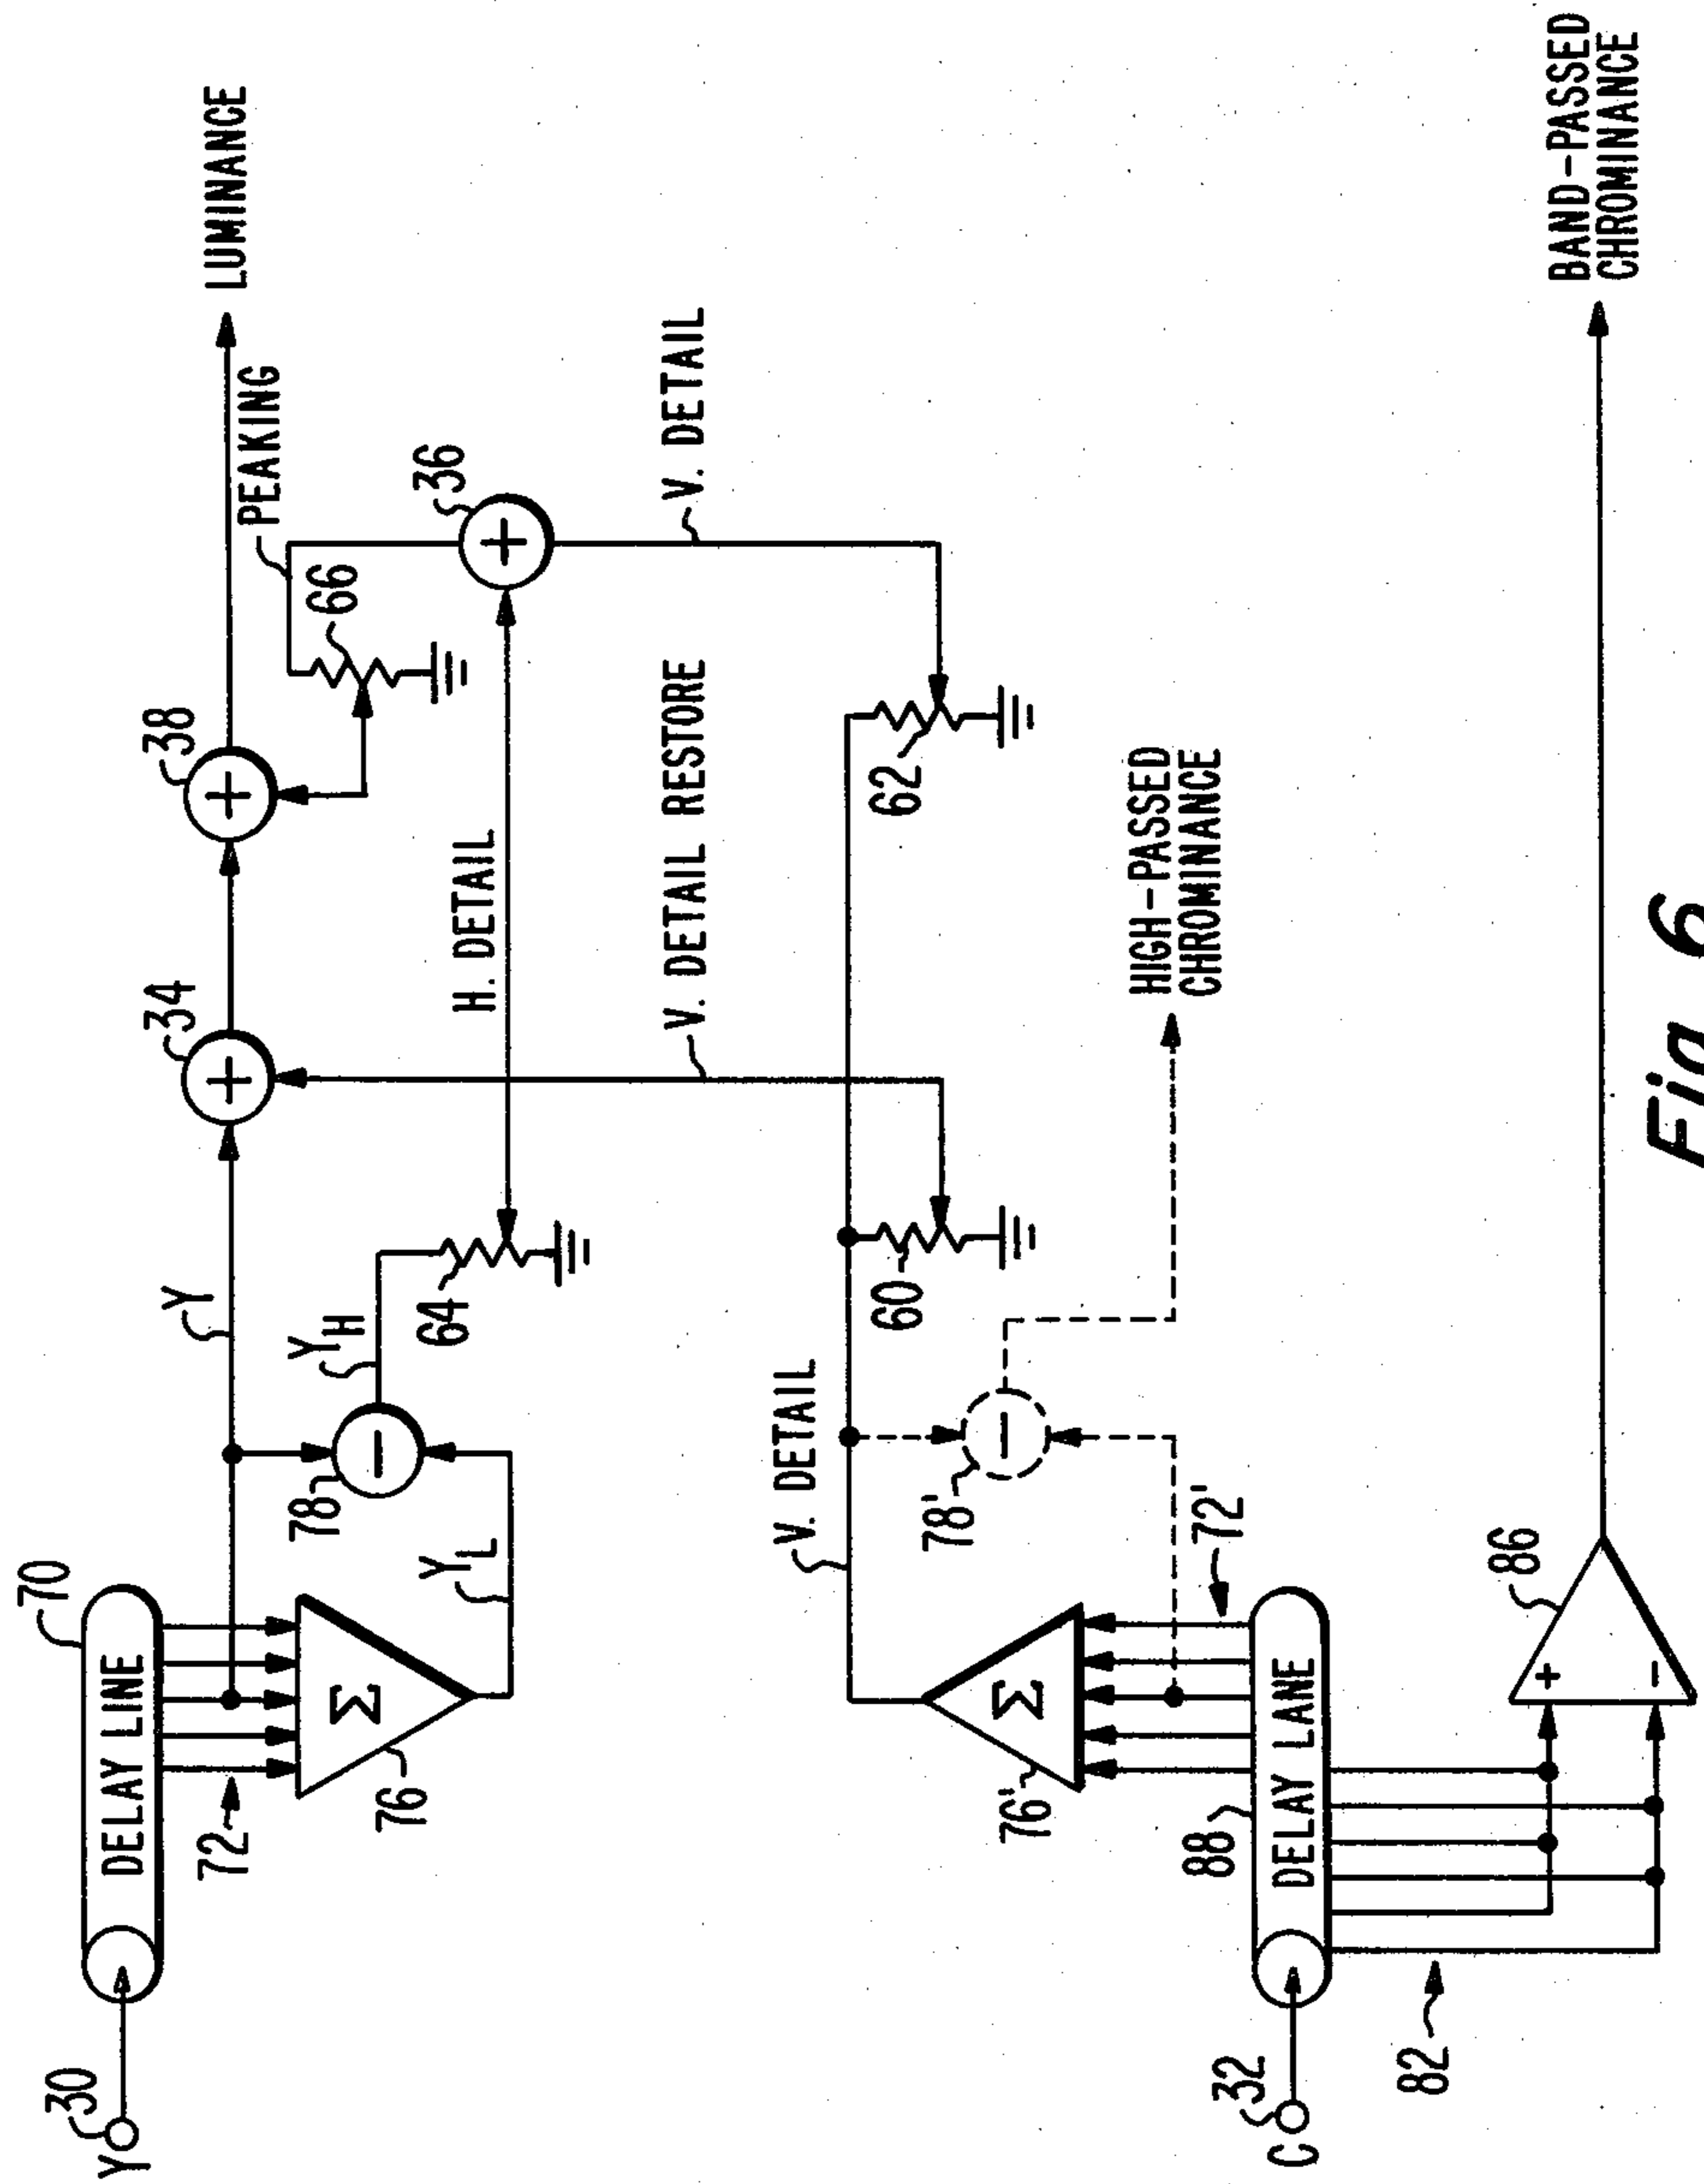 Y 30
DELAY LINE
70
72
76
Σ
Y_L
78
−
Y_H
Y
64
34
+
38
+
LUMINANCE
PEAKING
66
36
+
H. DETAIL
V. DETAIL RESTORE
V. DETAIL
V. DETAIL
60
62
78'
−
HIGH-PASSED
CHROMINANCE
76'
Σ
72'
C 32
88
DELAY LANE
82
86
+
−
BAND-PASSED
CHROMINANCE
Fig. 6